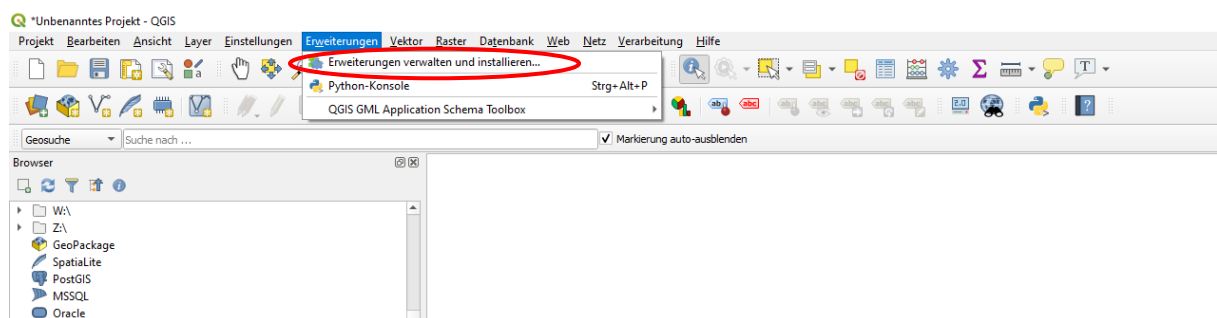 *Unbenanntes Projekt - QGIS
Projekt Bearbeiten Ansicht Layer Einstellungen Erweiterungen Vektor Raster Datenbank Web Netz Verarbeitung Hilfe
Erweiterungen verwalten und installieren...
Python-Konsole Strg+Alt+P
QGIS GML Application Schema Toolbox
Geosuche Suche nach ... Markierung auto-ausblenden
Browser
W:\
Z:\
GeoPackage
SpatiaLite
PostGIS
MSSQL
Oracle